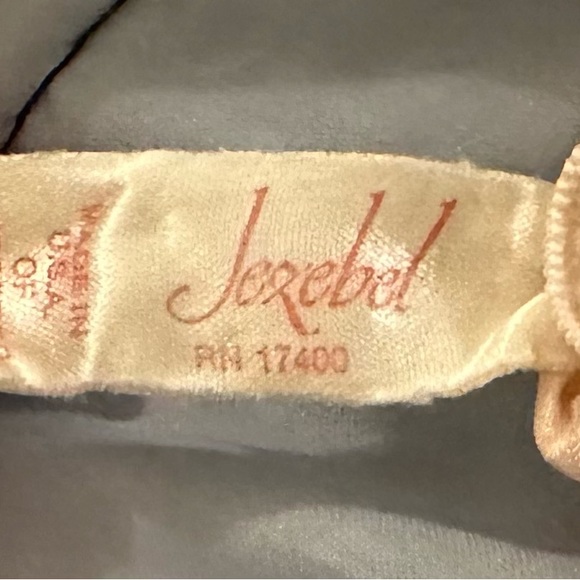 Jezebel
RN 17400
MADE IN
U.S.A.
OF